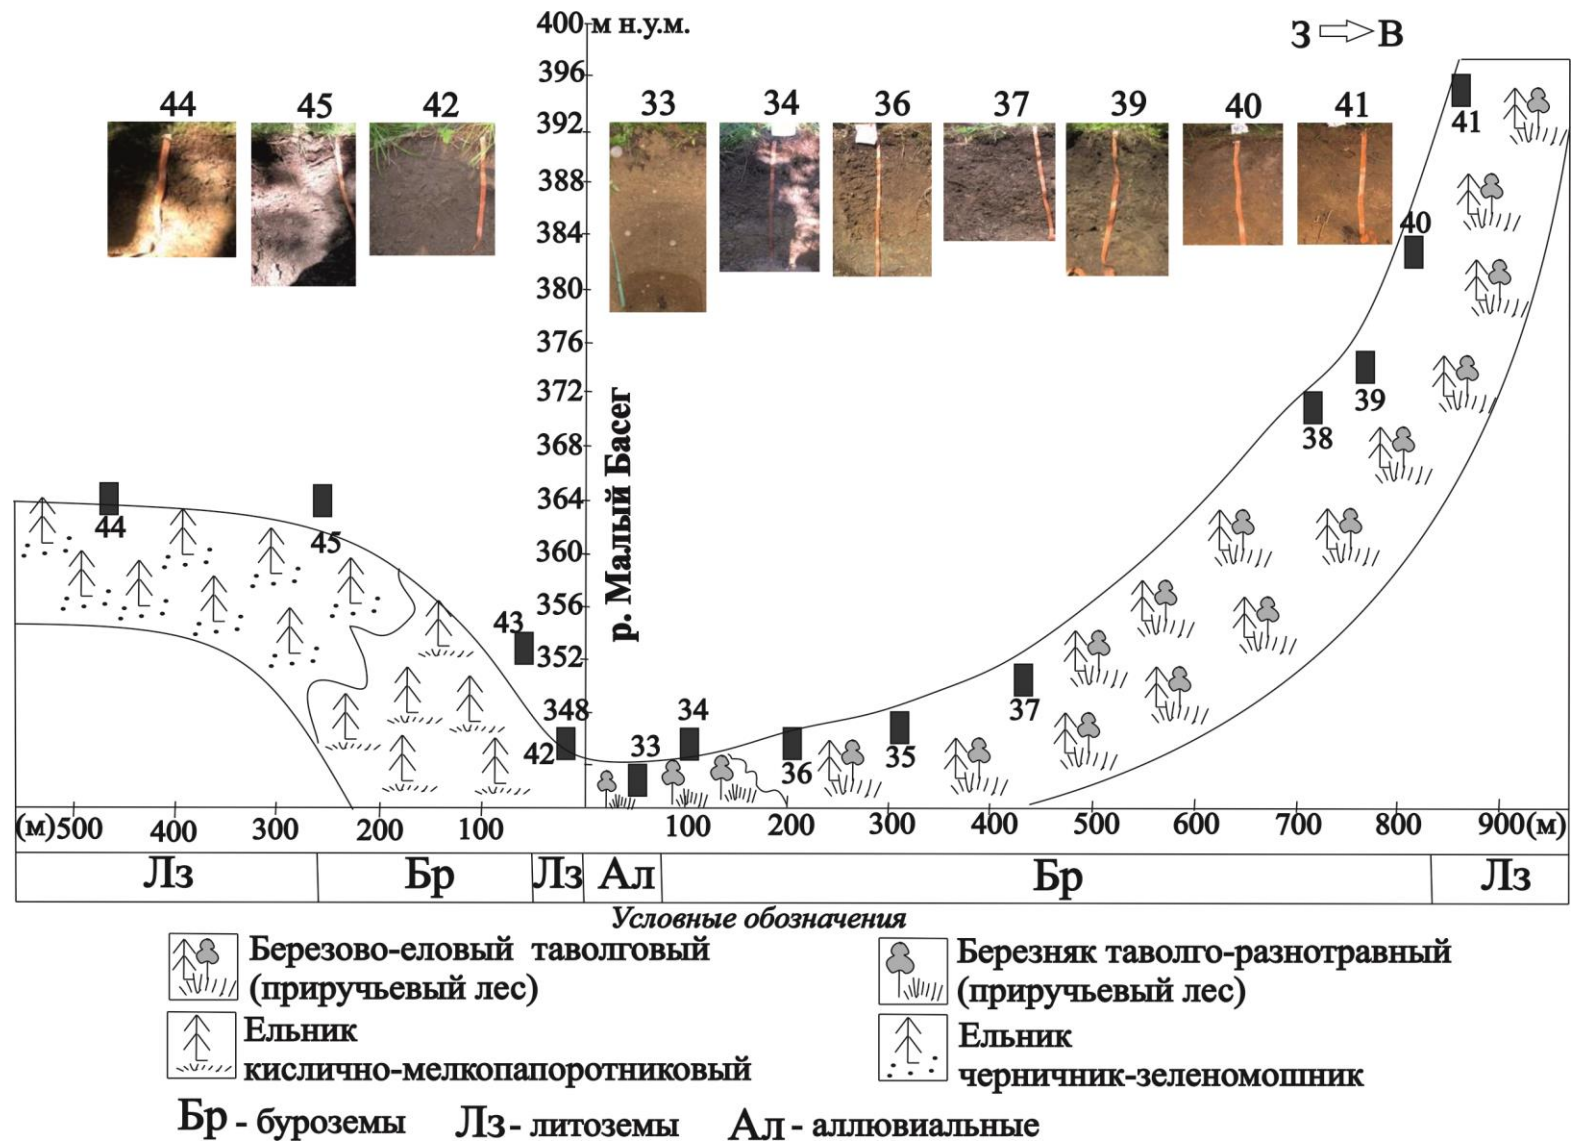 400 м н.у.м.
З В
396
44 45 42 33 34 36 37 39 40 41
392
41
388
384
40
380
376
372
39
38
368
р. Малый Басег
364
44
45
360
356
43
352
37
348
34
42
33
36
35
(м)500 400 300 200 100 100 200 300 400 500 600 700 800 900(м)
Лз Бр Лз Ал Бр Лз
Условные обозначения
Березово-еловый таволговый
(приручьевый лес)
Березняк таволго-разнотравный
(приручьевый лес)
Ельник
кислично-мелкопапоротниковый
Ельник
черничник-зеленомошник
Бр - буроземы Лз - литоземы Ал - аллювиальные